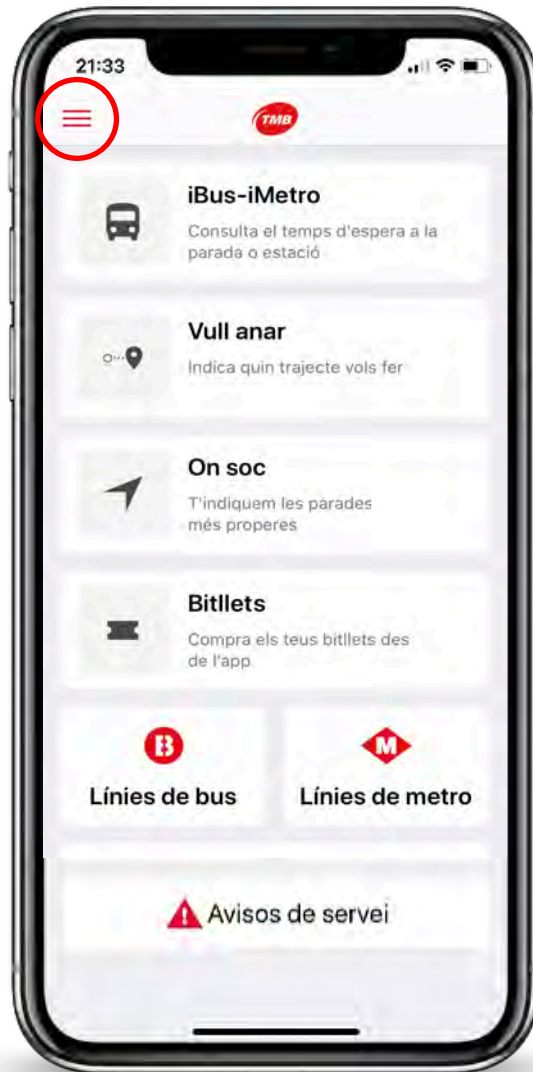 21:33
TMB
iBus-iMetro
Consulta el temps d'espera a la
parada o estació
Vull anar
Indica quin trajecte vols fer
On soc
T'indiquem les parades
més properes
Bitllets
Compra els teus bitllets des
de l'app
B
M
Línies de bus
Línies de metro
Avisos de servei